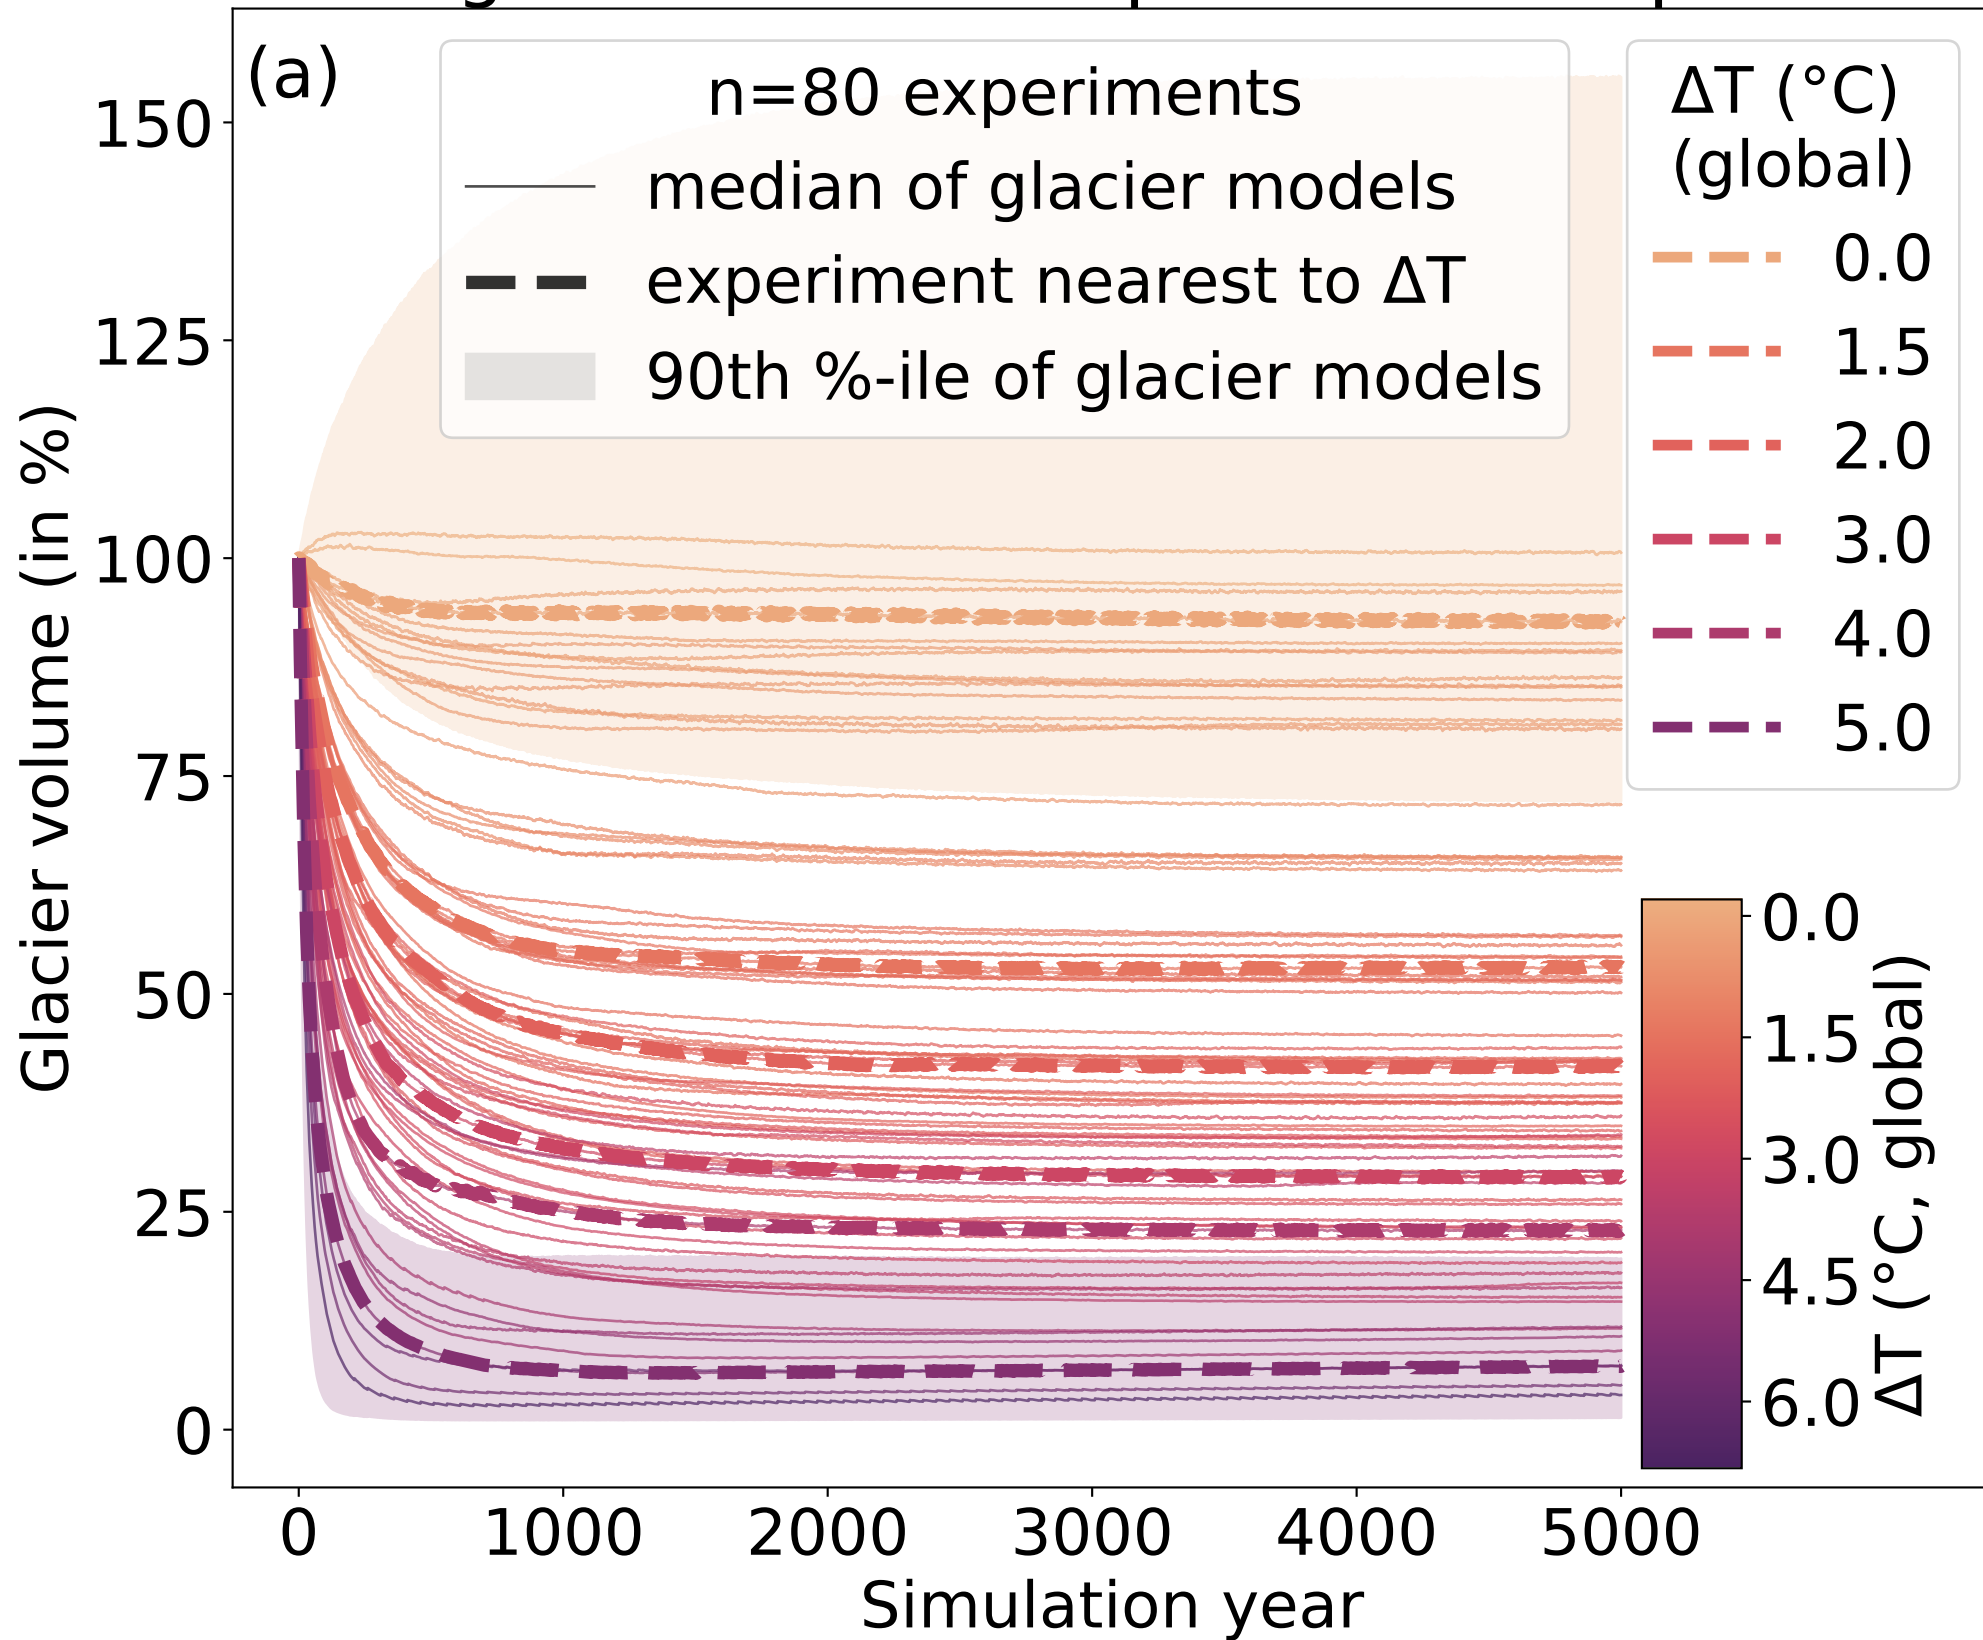 (a)
n=80 experiments
median of glacier models
experiment nearest to ΔT
90th %-ile of glacier models
ΔT (°C)
(global)
0.0
1.5
2.0
3.0
4.0
5.0
Glacier volume (in %)
150
125
100
75
50
25
0
0 1000 2000 3000 4000 5000
Simulation year
0.0
1.5
3.0
4.5
6.0
ΔT (°C, global)